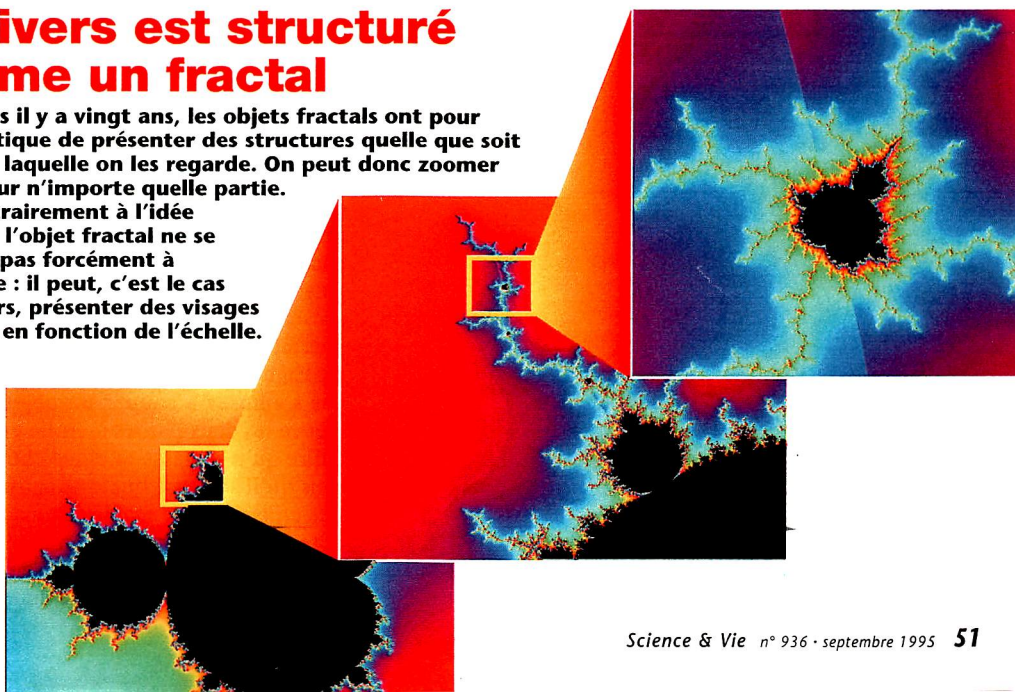 ivers est structuré
me un fractal
s il y a vingt ans, les objets fractals ont pour
tique de présenter des structures quelle que soit
laquelle on les regarde. On peut donc zoomer
ur n'importe quelle partie.
trairement à l'idée
l'objet fractal ne se
pas forcément à
e : il peut, c'est le cas
rs, présenter des visages
en fonction de l'échelle.
Science & Vie n° 936 · septembre 1995 51